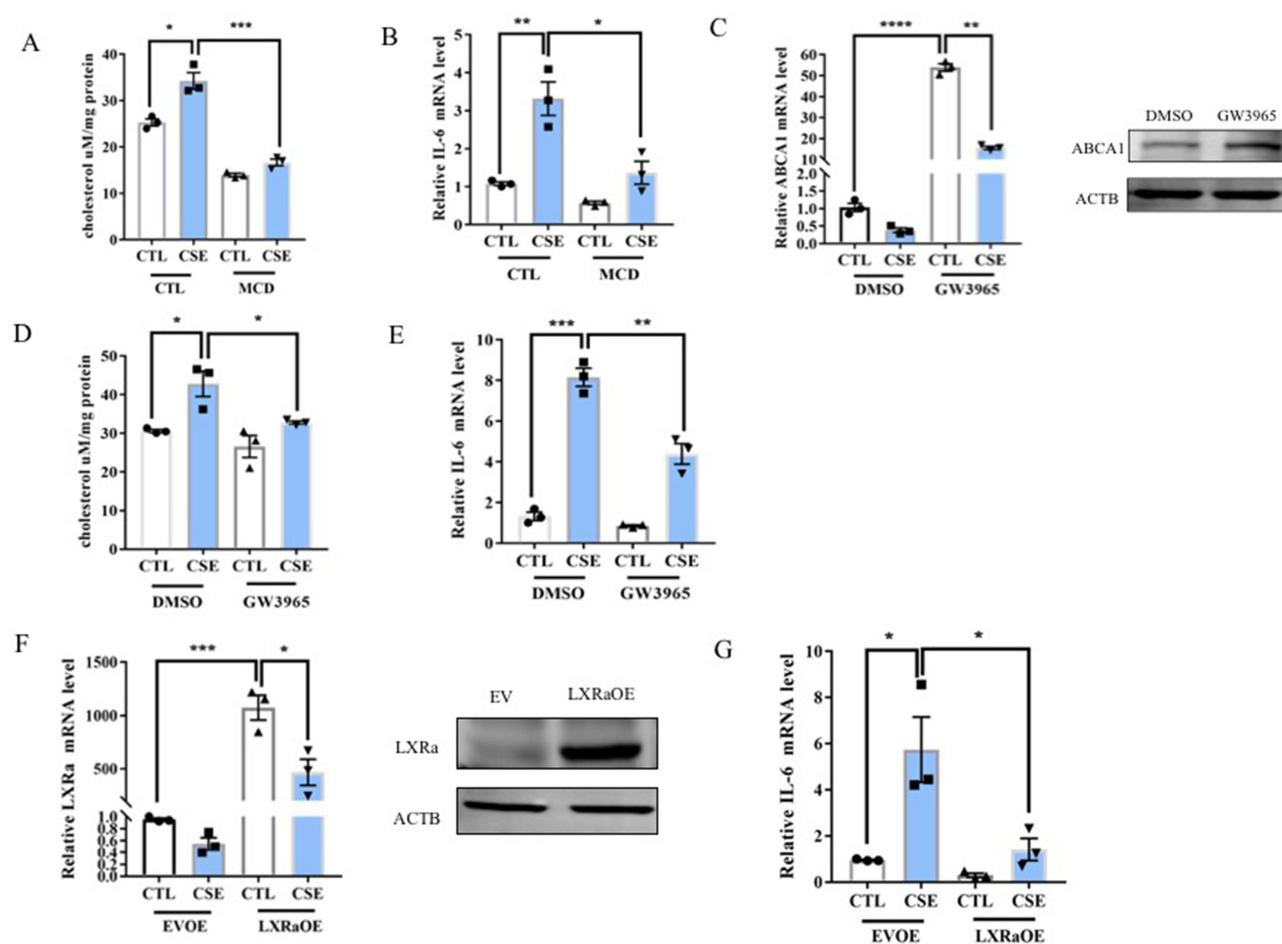 A
cholesterol uM/mg protein
40
30
20
10
0
*
***
CTL CSE CTL CSE
CTL MCD
B
Relative IL-6 mRNA level
5
4
3
2
1
0
**
*
CTL CSE CTL CSE
CTL MCD
C
Relative ABCA1 mRNA level
60
50
40
30
20
10
2.0
1.5
1.0
0.5
0.0
****
**
CTL CSE CTL CSE
DMSO GW3965
DMSO GW3965
ABCA1
ACTB
D
cholesterol uM/mg protein
50
40
30
20
10
0
*
*
CTL CSE CTL CSE
DMSO GW3965
E
Relative IL-6 mRNA level
10
8
6
4
2
0
***
**
CTL CSE CTL CSE
DMSO GW3965
F
Relative LXRa mRNA level
1500
1000
500
1.0
0.8
0.6
0.4
0.2
0.0
***
*
CTL CSE CTL CSE
EVOE LXRaOE
EV LXRaOE
LXRa
ACTB
G
Relative IL-6 mRNA level
10
8
6
4
2
0
*
*
CTL CSE CTL CSE
EVOE LXRaOE